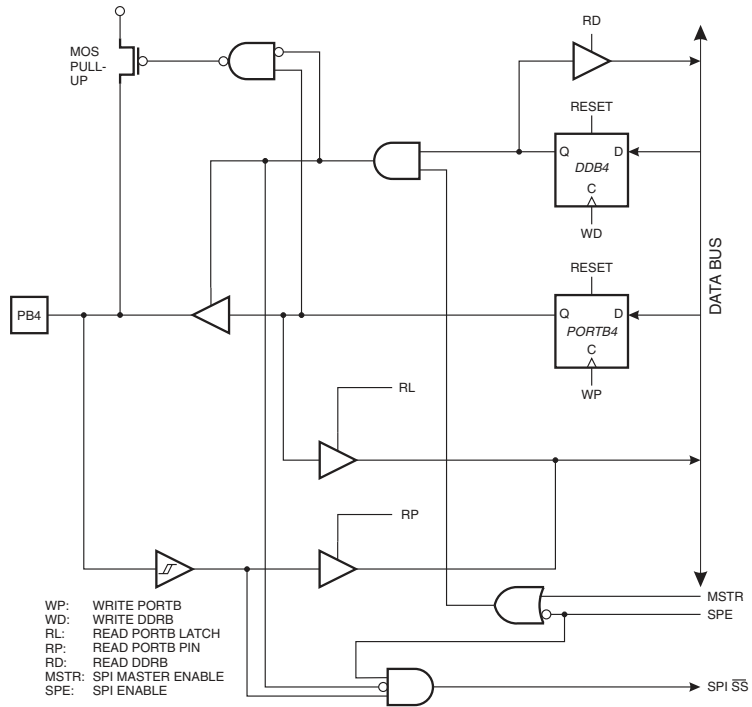 RD
MOS
PULL-
UP
RESET
Q D
DDB4
C
WD
DATA BUS
RESET
PB4
Q D
PORTB4
C
WP
RL
RP
MSTR
SPE
WP: WRITE PORTB
WD: WRITE DDRB
RL: READ PORTB LATCH
RP: READ PORTB PIN
RD: READ DDRB
MSTR: SPI MASTER ENABLE
SPE: SPI ENABLE
SPI S̅S̅